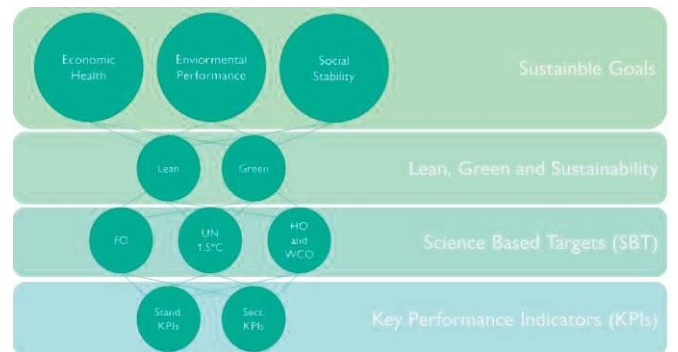 Economic
Health
Enviormental
Performance
Social
Stability
Sustainble Goals
Lean
Green
Lean, Green and Sustainability
FO
UN
1.5°C
HO
and
WCO
Science Based Targets (SBT)
Stand
KPIs
Sect
KPIs
Key Performance Indicators (KPIs)